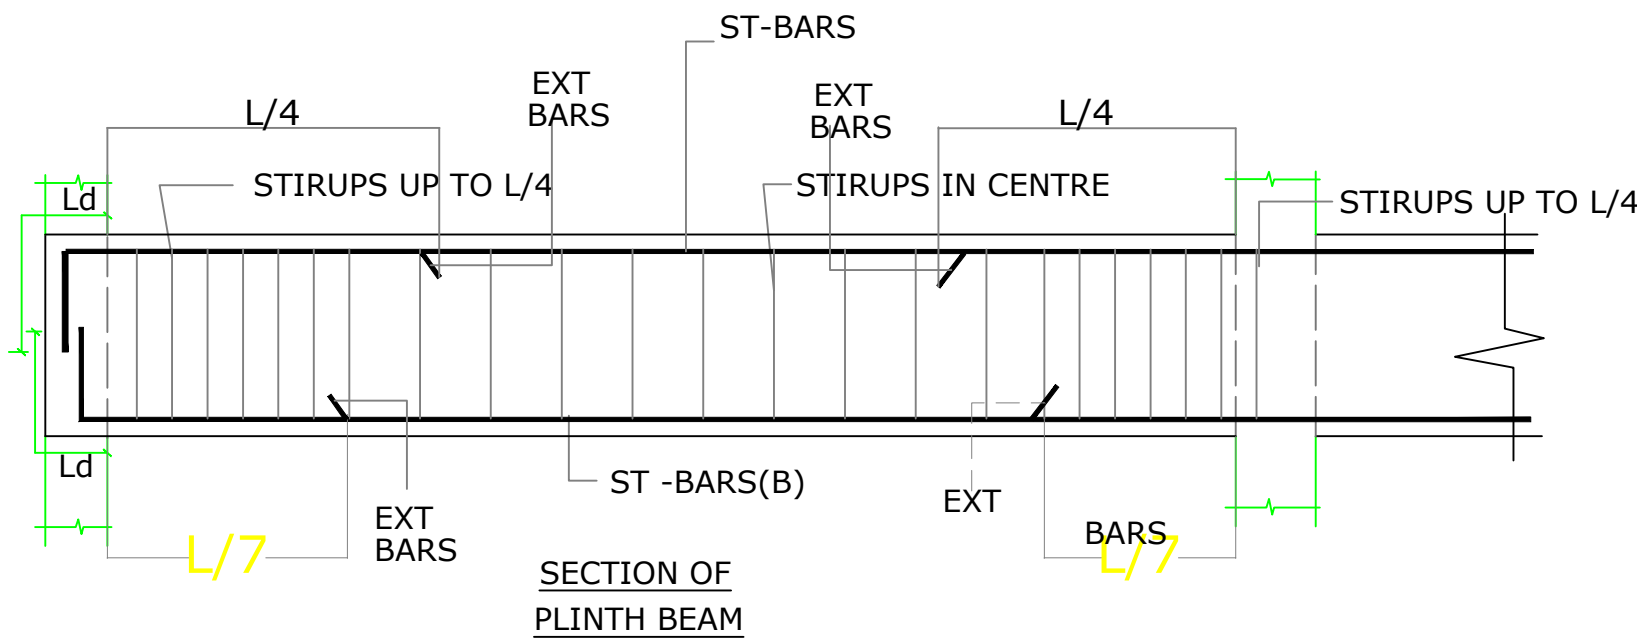 ST-BARS
EXT
BARS
EXT
BARS
L/4
L/4
STIRUPS UP TO L/4
STIRUPS IN CENTRE
STIRUPS UP TO L/4
Ld
Ld
ST -BARS(B)
EXT
BARS
EXT
BARS
L/7
L/7
SECTION OF
PLINTH BEAM